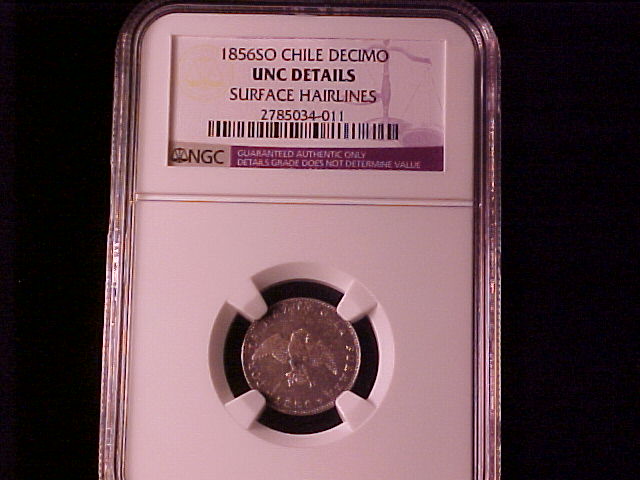 1856SO CHILE DECIMO
UNC DETAILS
SURFACE HAIRLINES
2785034-011
NGC
GUARANTEED AUTHENTIC ONLY
DETAILS GRADE DOES NOT DETERMINE VALUE